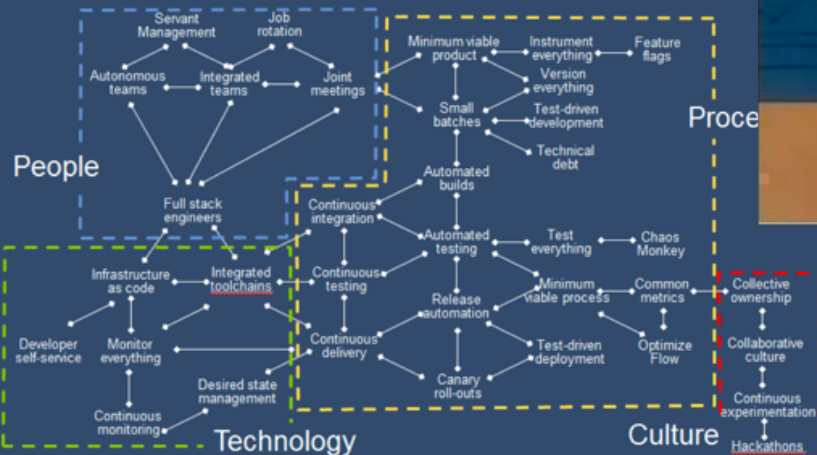 Servant
Management
Job
rotation
Autonomous
teams
Integrated
teams
Joint
meetings
People
Full stack
engineers
Minimum viable
product
Instrument
everything
Feature
flags
Version
everything
Small
batches
Test-driven
development
Technical
debt
Proce
Automated
builds
Continuous
integration
Automated
testing
Test
everything
Chaos
Monkey
Continuous
testing
Minimum
viable process
Common
metrics
Release
automation
Continuous
delivery
Test-driven
deployment
Optimize
Flow
Canary
roll-outs
Infrastructure
as code
Integrated
toolchains
Developer
self-service
Monitor
everything
Desired state
management
Continuous
monitoring
Technology
Culture
Collective
ownership
Collaborative
culture
Continuous
experimentation
Hackathons